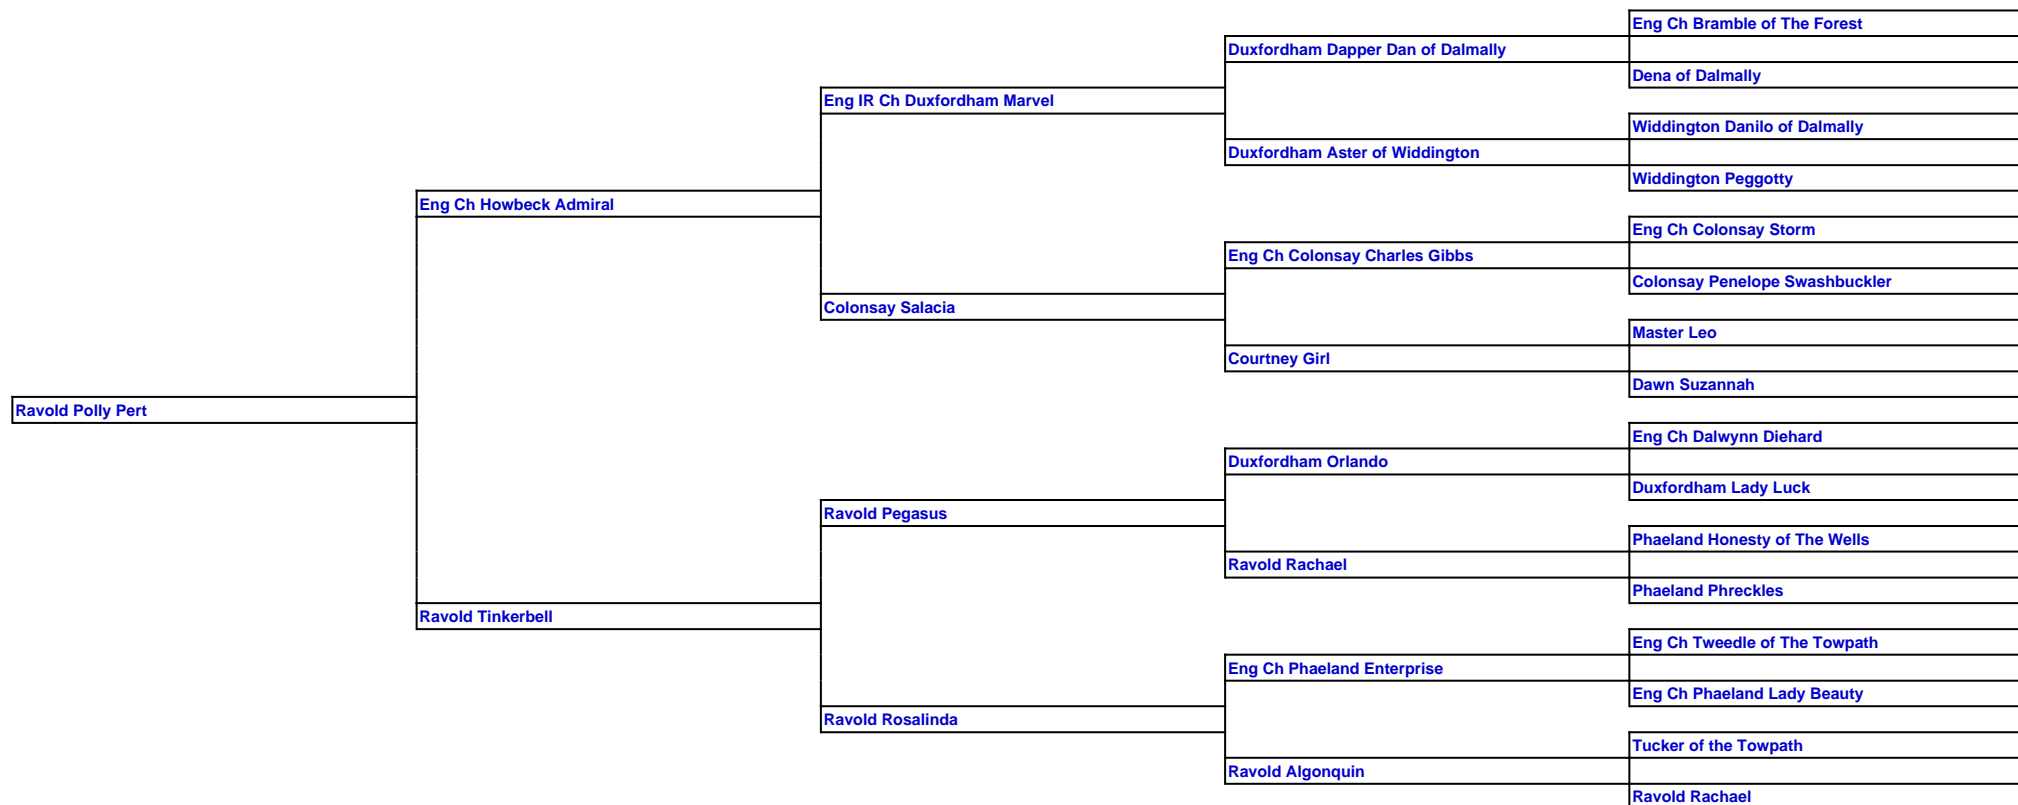 Eng Ch Bramble of The Forest
Duxfordham Dapper Dan of Dalmally
Dena of Dalmally
Eng IR Ch Duxfordham Marvel
Widdington Danilo of Dalmally
Duxfordham Aster of Widdington
Widdington Peggotty
Eng Ch Howbeck Admiral
Eng Ch Colonsay Storm
Eng Ch Colonsay Charles Gibbs
Colonsay Penelope Swashbuckler
Colonsay Salacia
Master Leo
Courtney Girl
Dawn Suzannah
Ravold Polly Pert
Eng Ch Dalwynn Diehard
Duxfordham Orlando
Duxfordham Lady Luck
Ravold Pegasus
Phaeland Honesty of The Wells
Ravold Rachael
Phaeland Phreckles
Ravold Tinkerbell
Eng Ch Tweedle of The Towpath
Eng Ch Phaeland Enterprise
Eng Ch Phaeland Lady Beauty
Ravold Rosalinda
Tucker of the Towpath
Ravold Algonquin
Ravold Rachael